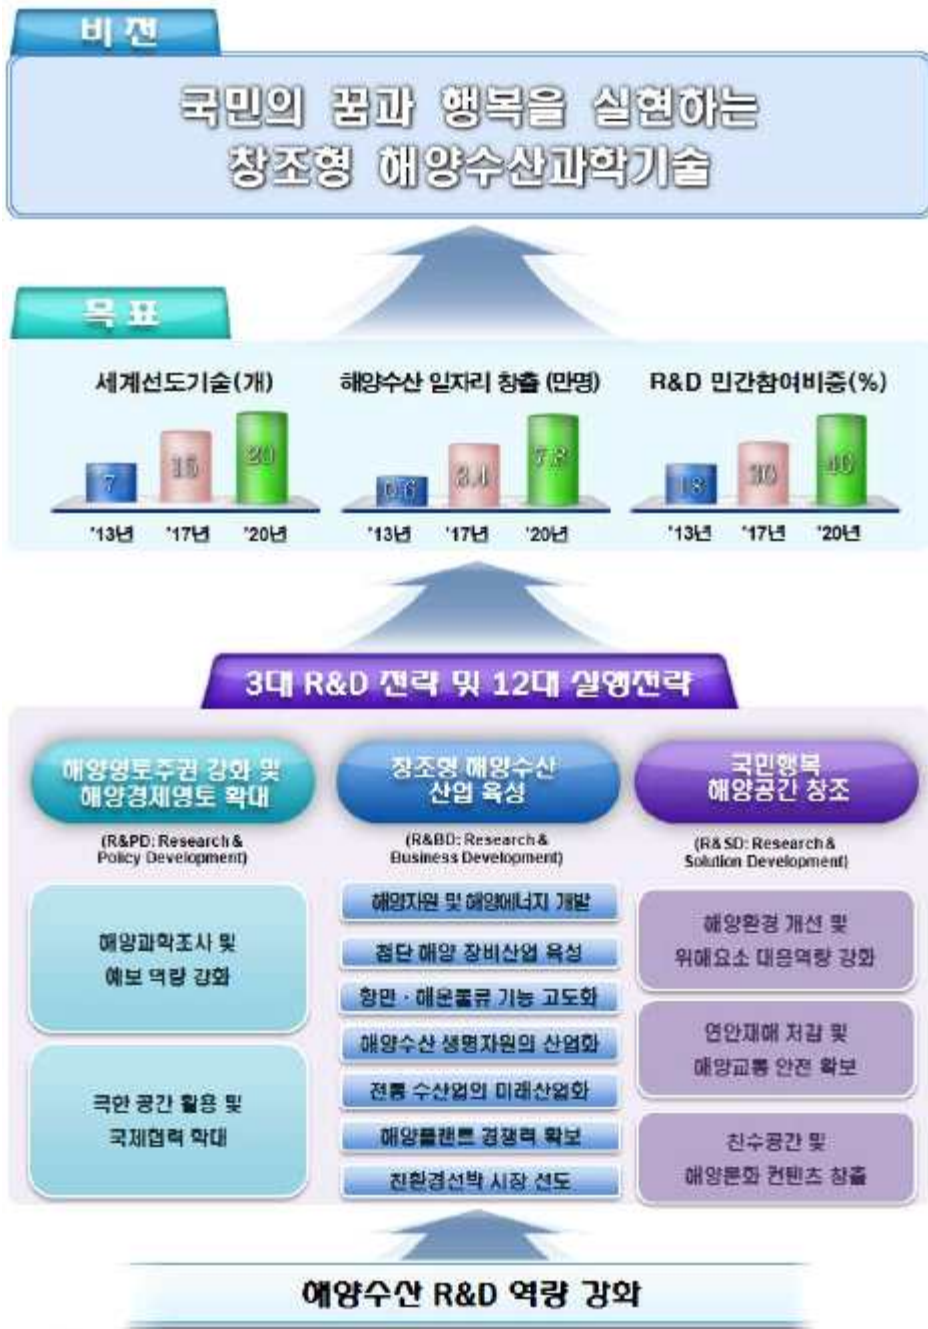 비 전
국민의 꿈과 행복을 실현하는
창조형 해양수산과학기술
목 표
세계선도기술(개)
해양수산 일자리 창출 (만명)
R&D 민간참여비중(%)
7 15 20
0.6 3.4 7.8
18 30 40
'13년 '17년 '20년
'13년 '17년 '20년
'13년 '17년 '20년
3대 R&D 전략 및 12대 실행전략
해양영토주권 강화 및
해양경제영토 확대
(R&PD: Research &
Policy Development)
해양과학조사 및
예보 역량 강화
극한 공간 활용 및
국제협력 확대
창조형 해양수산
산업 육성
(R&BD: Research &
Business Development)
해양자원 및 해양에너지 개발
첨단 해양 장비산업 육성
항만 · 해운물류 기능 고도화
해양수산 생명자원의 산업화
전통 수산업의 미래산업화
해양플랜트 경쟁력 확보
친환경선박 시장 선도
국민행복
해양공간 창조
(R&SD: Research &
Solution Development)
해양환경 개선 및
위해요소 대응역량 강화
연안재해 저감 및
해양교통 안전 확보
친수공간 및
해양문화 컨텐츠 창출
해양수산 R&D 역량 강화